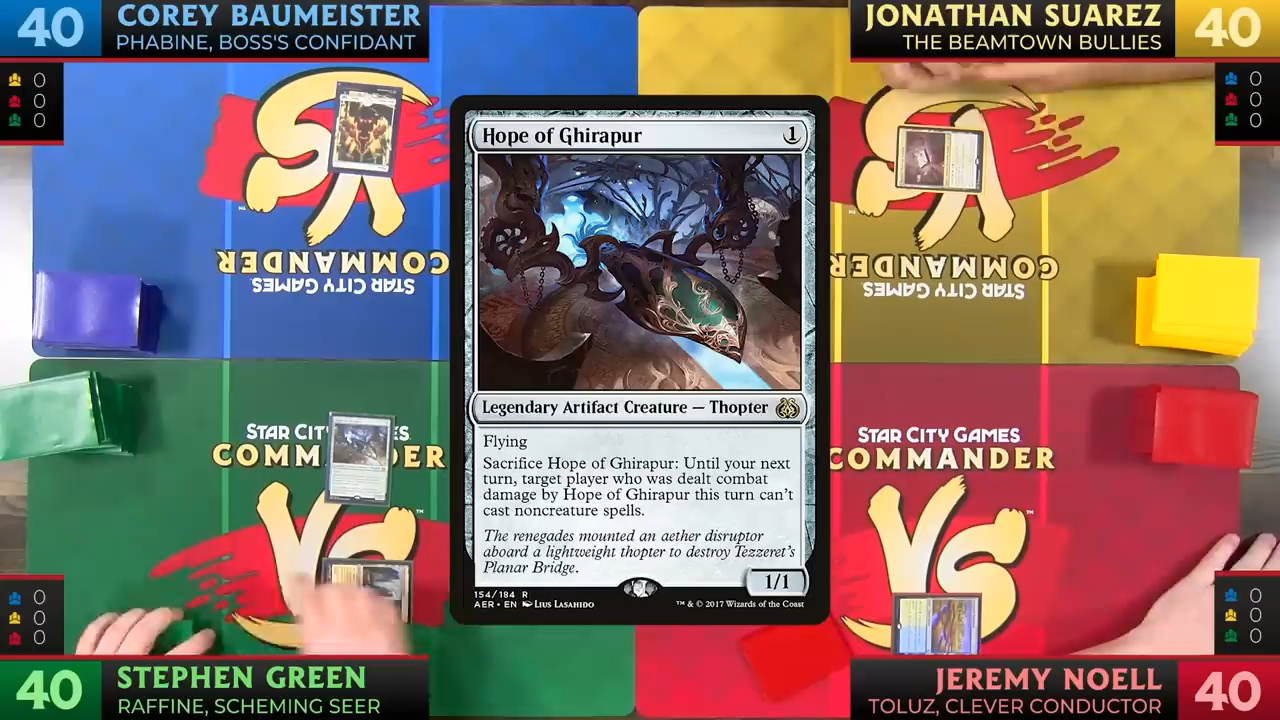 40
COREY BAUMEISTER
PHABINE, BOSS'S CONFIDANT
0
0
0
JONATHAN SUAREZ
THE BEAMTOWN BULLIES
40
0
0
0
COMMANDER
STAR CITY GAMES
COMMANDER
STAR CITY GAMES
Hope of Ghirapur
1
Legendary Artifact Creature — Thopter
Flying
Sacrifice Hope of Ghirapur: Until your next
turn, target player who was dealt combat
damage by Hope of Ghirapur this turn can't
cast noncreature spells.
The renegades mounted an aether disruptor
aboard a lightweight thopter to destroy Tezzeret's
Planar Bridge.
1/1
154/184 R
AER • EN Lius Lasahido
™ & © 2017 Wizards of the Coast
STAR CITY GAMES
COMMANDER
VS
STAR CITY GAMES
COMMANDER
VS
0
0
0
40
STEPHEN GREEN
RAFFINE, SCHEMING SEER
0
0
0
JEREMY NOELL
TOLUZ, CLEVER CONDUCTOR
40